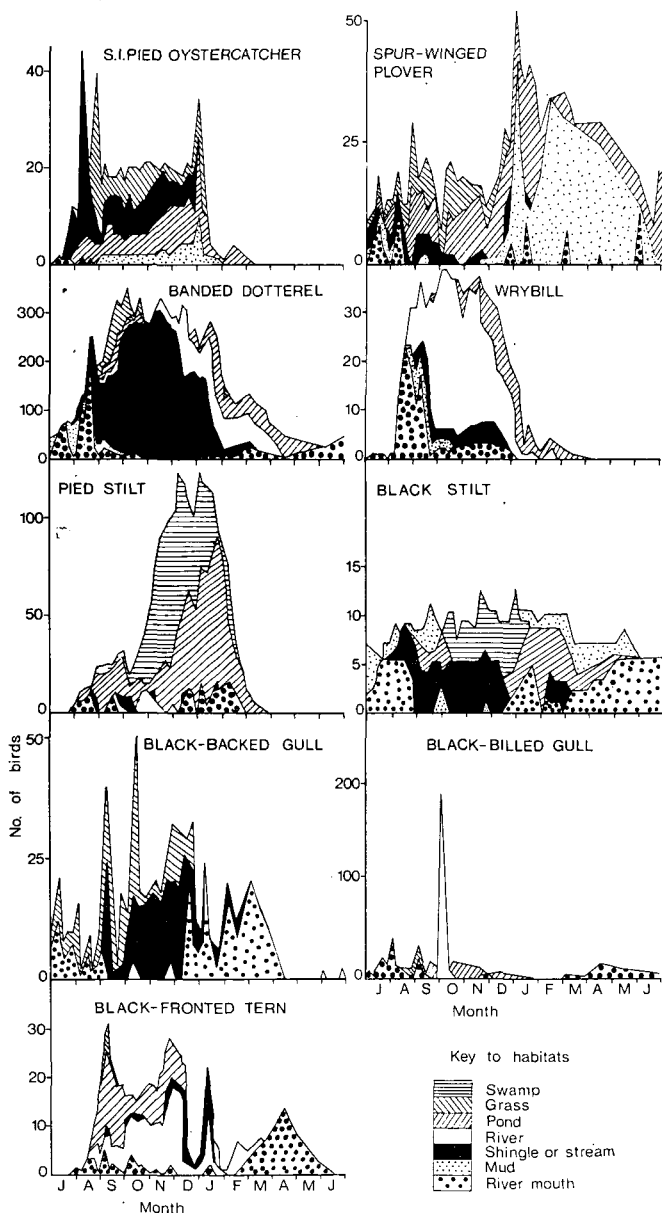 S.I.PIED OYSTERCATCHER
40
20
0
SPUR-WINGED
PLOVER
50
25
0
BANDED DOTTEREL
300
200
100
0
WRYBILL
30
20
10
0
PIED STILT
100
50
0
BLACK STILT
15
10
5
0
BLACK-BACKED GULL
50
25
0
No. of birds
BLACK-BILLED GULL
200
100
0
J A S O N D J F M A M J
Month
BLACK-FRONTED TERN
30
20
10
0
J A S O N D J F M A M J
Month
Key to habitats
Swamp
Grass
Pond
River
Shingle or stream
Mud
River mouth